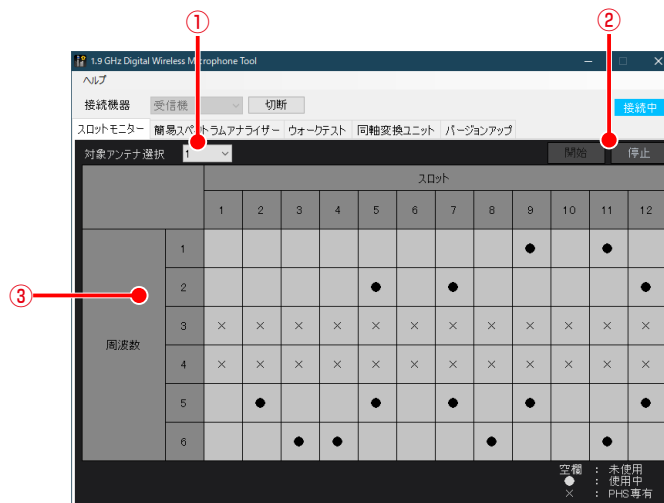 ① ②
1.9 GHz Digital Wireless Microphone Tool
ヘルプ
接続機器 受信機 切断 接続中
スロットモニター 簡易スペクトラムアナライザー ウォークテスト 同軸変換ユニット バージョンアップ
対象アンテナ選択 1 開始 停止
スロット
1 2 3 4 5 6 7 8 9 10 11 12
1 ● ●
2 ● ● ●
③
3 × × × × × × × × × × × ×
周波数
4 × × × × × × × × × × × ×
5 ● ● ● ● ●
6 ● ● ● ●
空欄 : 未使用
● : 使用中
× : PHS専有